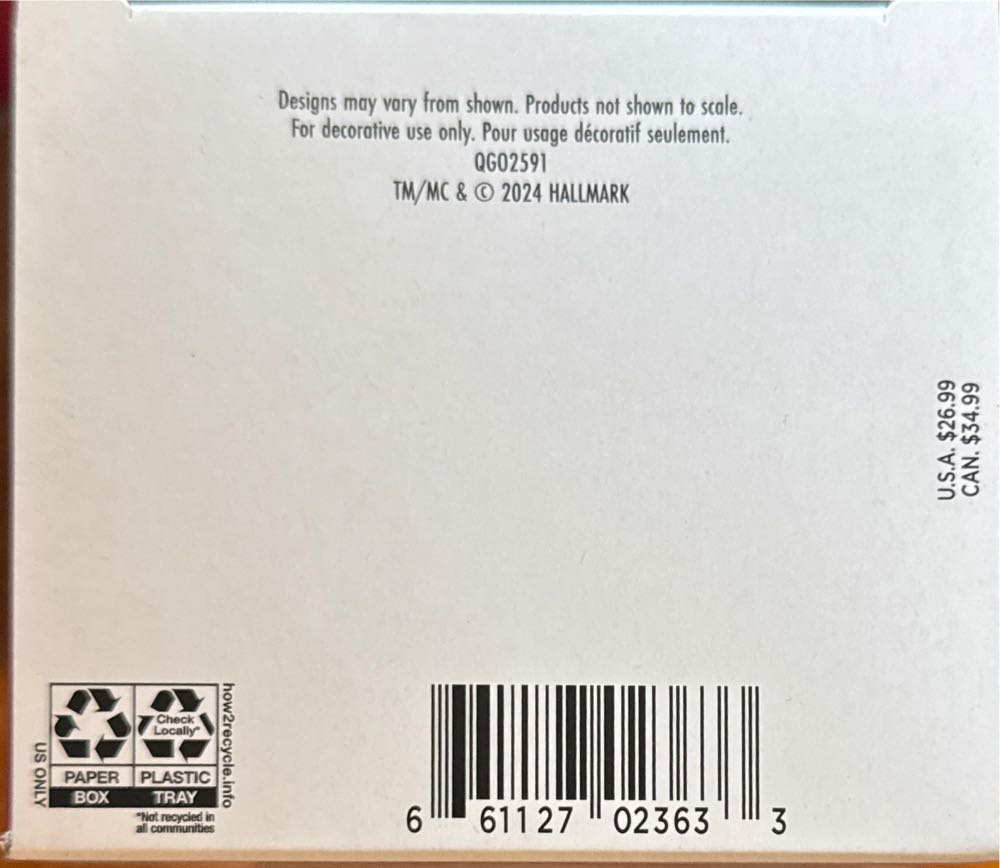 Designs may vary from shown. Products not shown to scale.
For decorative use only. Pour usage décoratif seulement.
QGO2591
TM/MC & © 2024 HALLMARK
U.S.A. $26.99
CAN. $34.99
US ONLY
Check
Locally*
PAPER PLASTIC
BOX TRAY
*Not recycled in
all communities
how2recycle.info
6 61127 02363 3